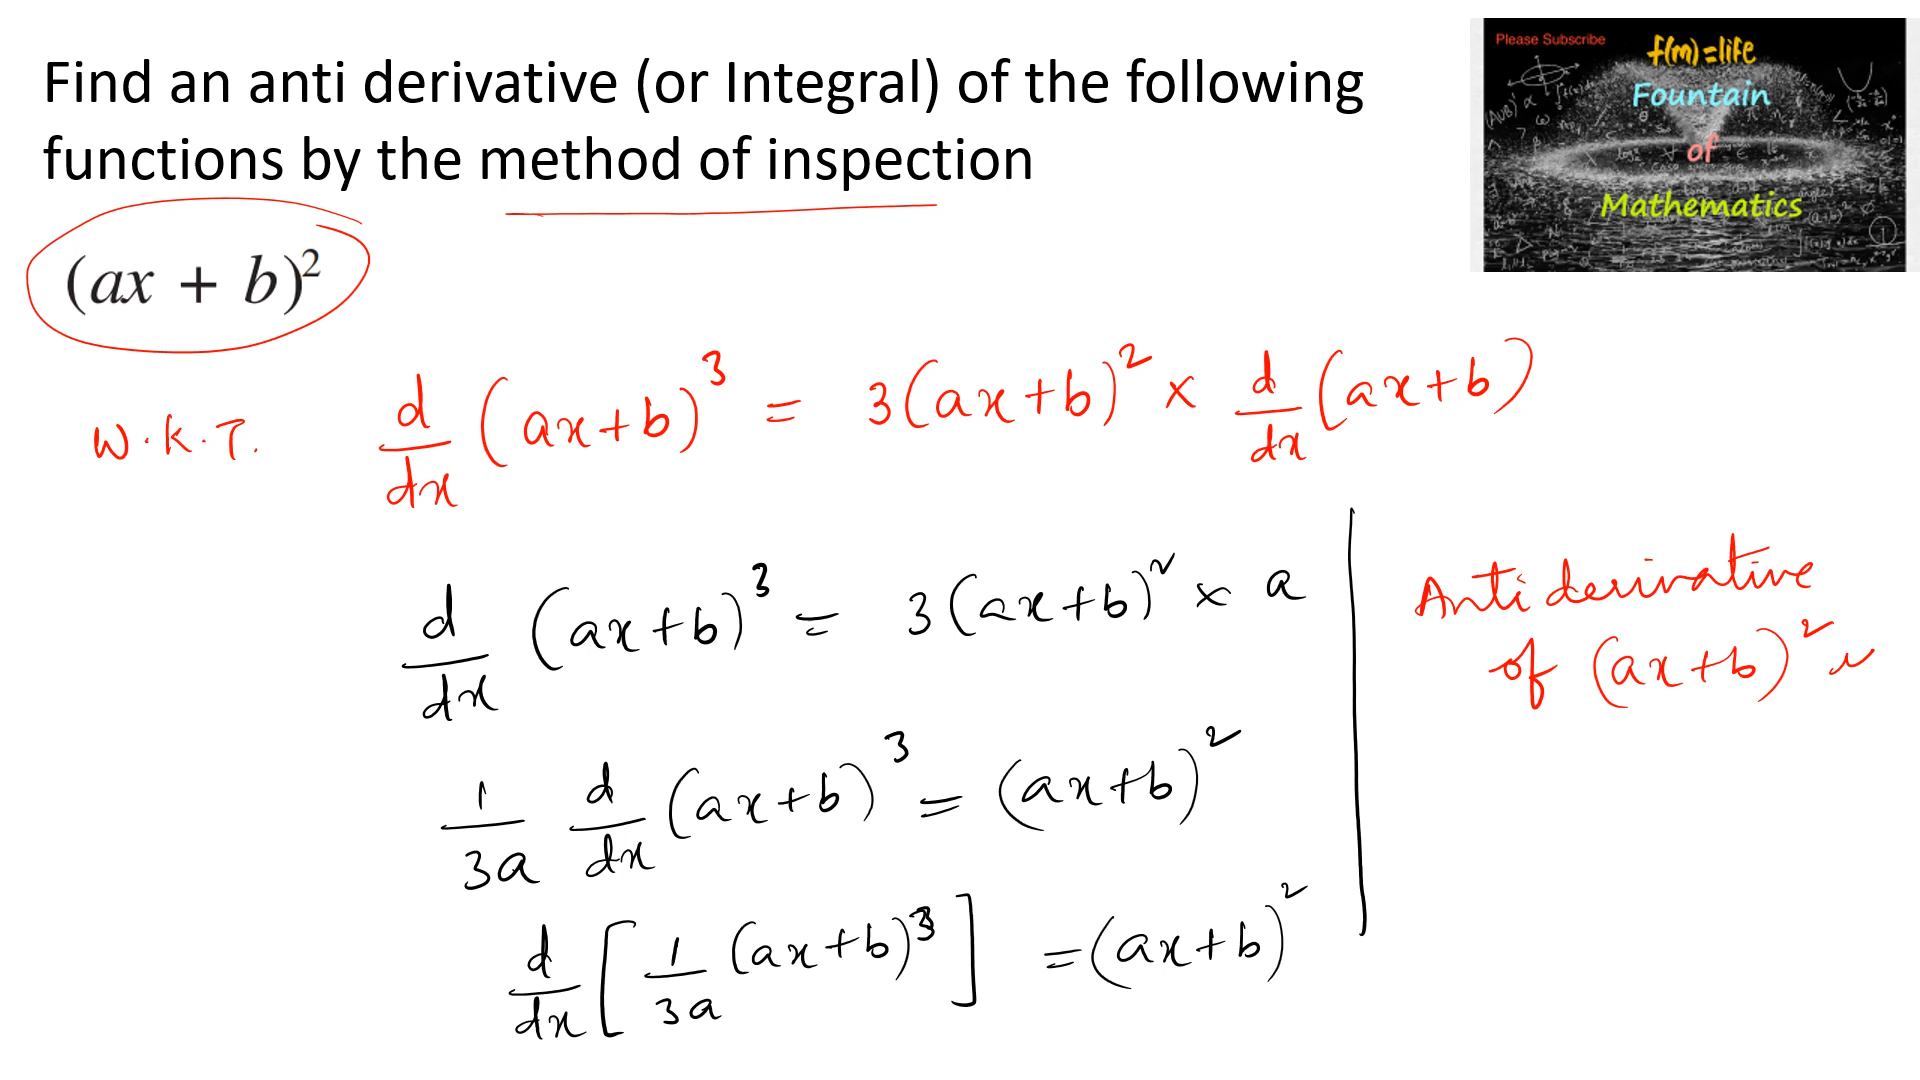 Find an anti derivative (or Integral) of the following
functions by the method of inspection
(ax + b)²
Please Subscribe
f(m)=life
Fountain
of
Mathematics
W.K.T. d/dx (ax+b)³ = 3(ax+b)² × d/dx (ax+b)
d/dx (ax+b)³ = 3(ax+b)² × a
1/3a d/dx (ax+b)³ = (ax+b)²
d/dx [1/3a (ax+b)³] = (ax+b)²
Anti derivative
of (ax+b)²